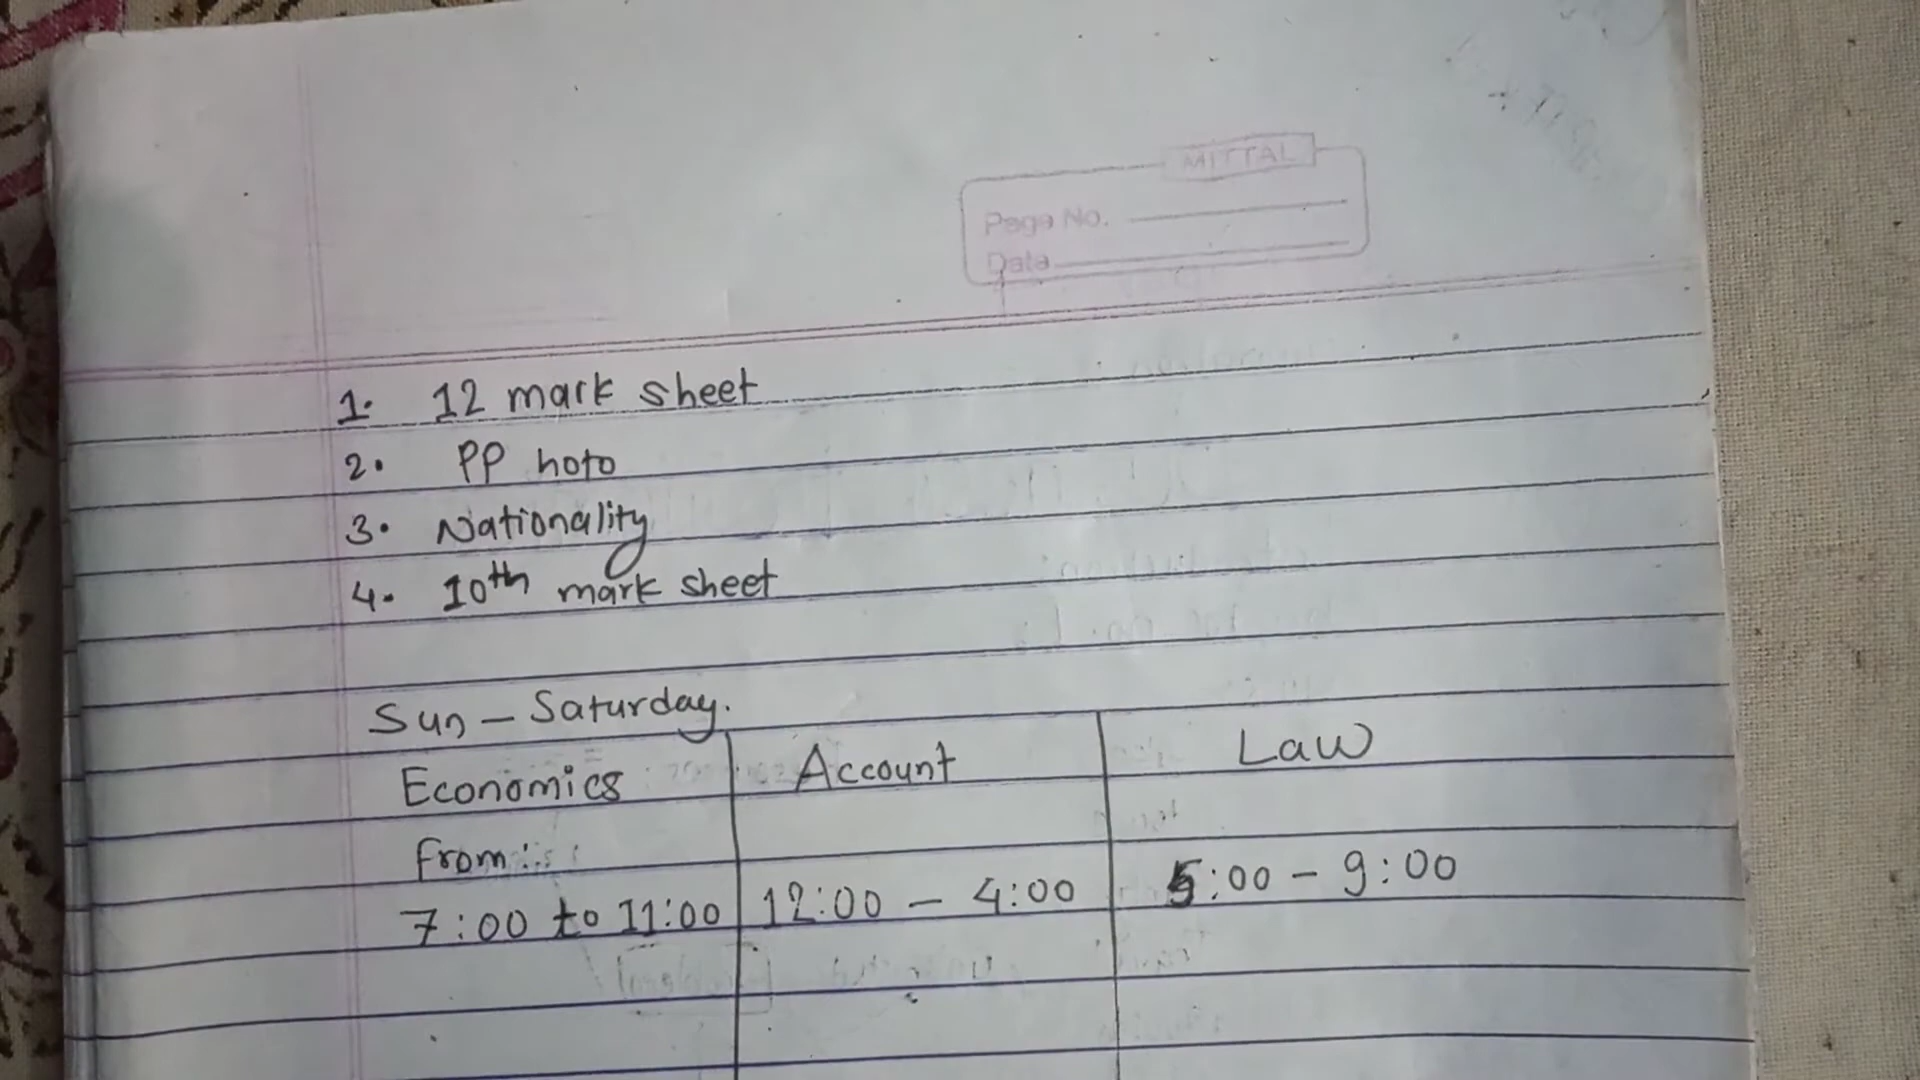 MITTAL
Page No.
Date
1. 12 mark sheet
2. PP hoto
3. Nationality
4. 10th mark sheet
Sun - Saturday.
Economics Account Law
from :
7:00 to 11:00 12:00 - 4:00 5:00 - 9:00